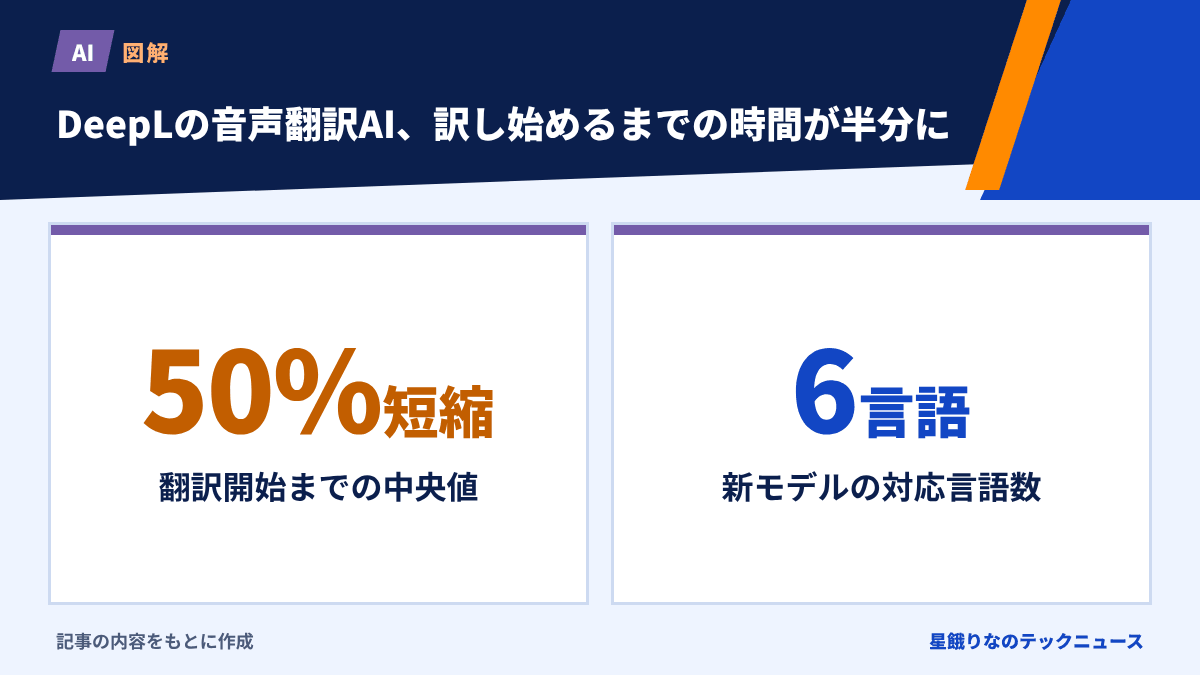 AI 図解
DeepLの音声翻訳AI、訳し始めるまでの時間が半分に
50%短縮
翻訳開始までの中央値
6言語
新モデルの対応言語数
記事の内容をもとに作成
星餓りなのテックニュース